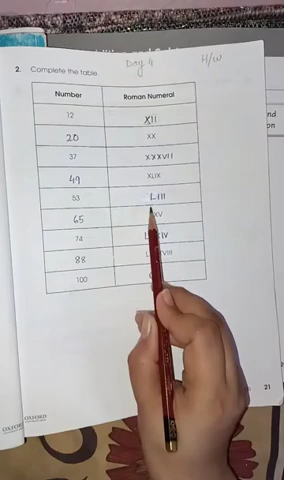 Day 4 H/W
2. Complete the table.
Number Roman Numeral
12 XII
20 XX
37 XXXVII
49 XLIX
53 LIII
65
74
88
100
21
OXFORD
OXFORD